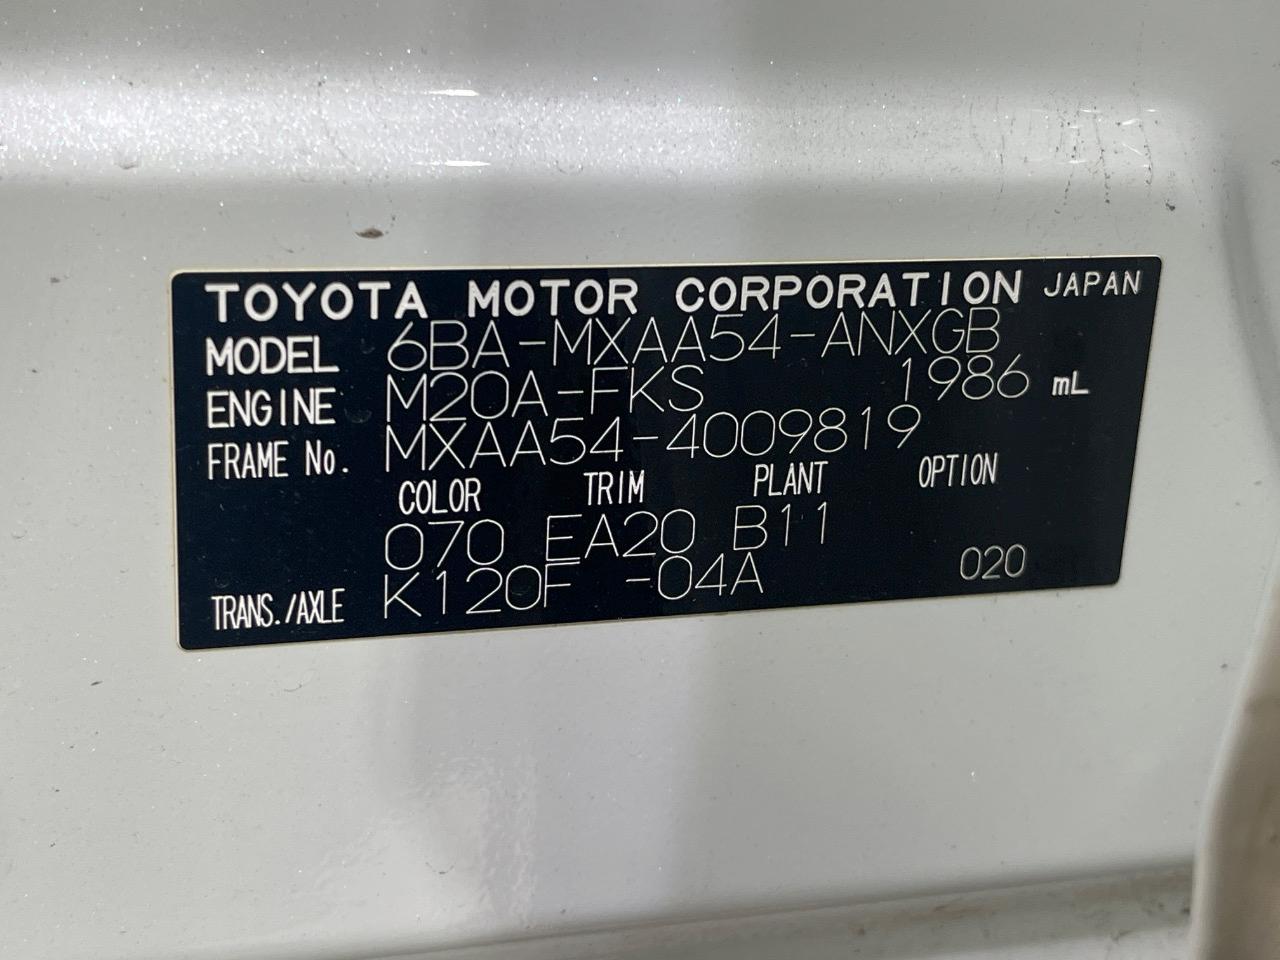 TOYOTA MOTOR CORPORATION JAPAN
MODEL 6BA-MXAA54-ANXGB
ENGINE M20A-FKS 1986 mL
FRAME No. MXAA54-4009819
COLOR TRIM PLANT OPTION
070 EA20 B11
TRANS./AXLE K120F -04A 020